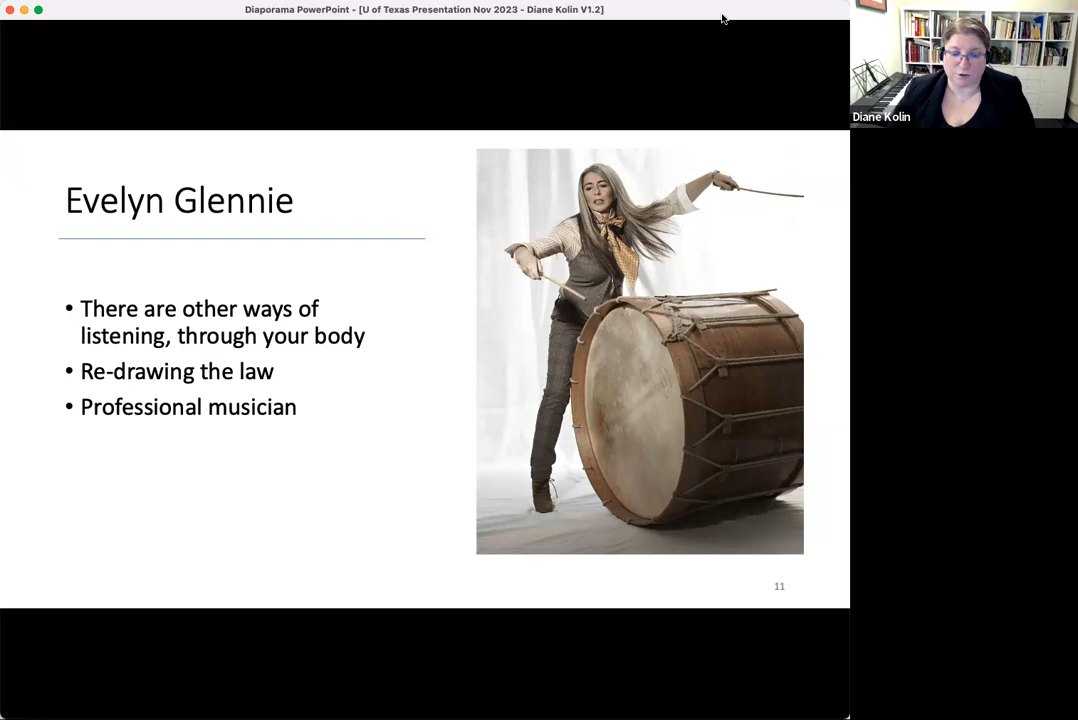 Diaporama PowerPoint - [U of Texas Presentation Nov 2023 - Diane Kolin V1.2]
Diane Kolin
Evelyn Glennie
• There are other ways of
listening, through your body
• Re-drawing the law
• Professional musician
11